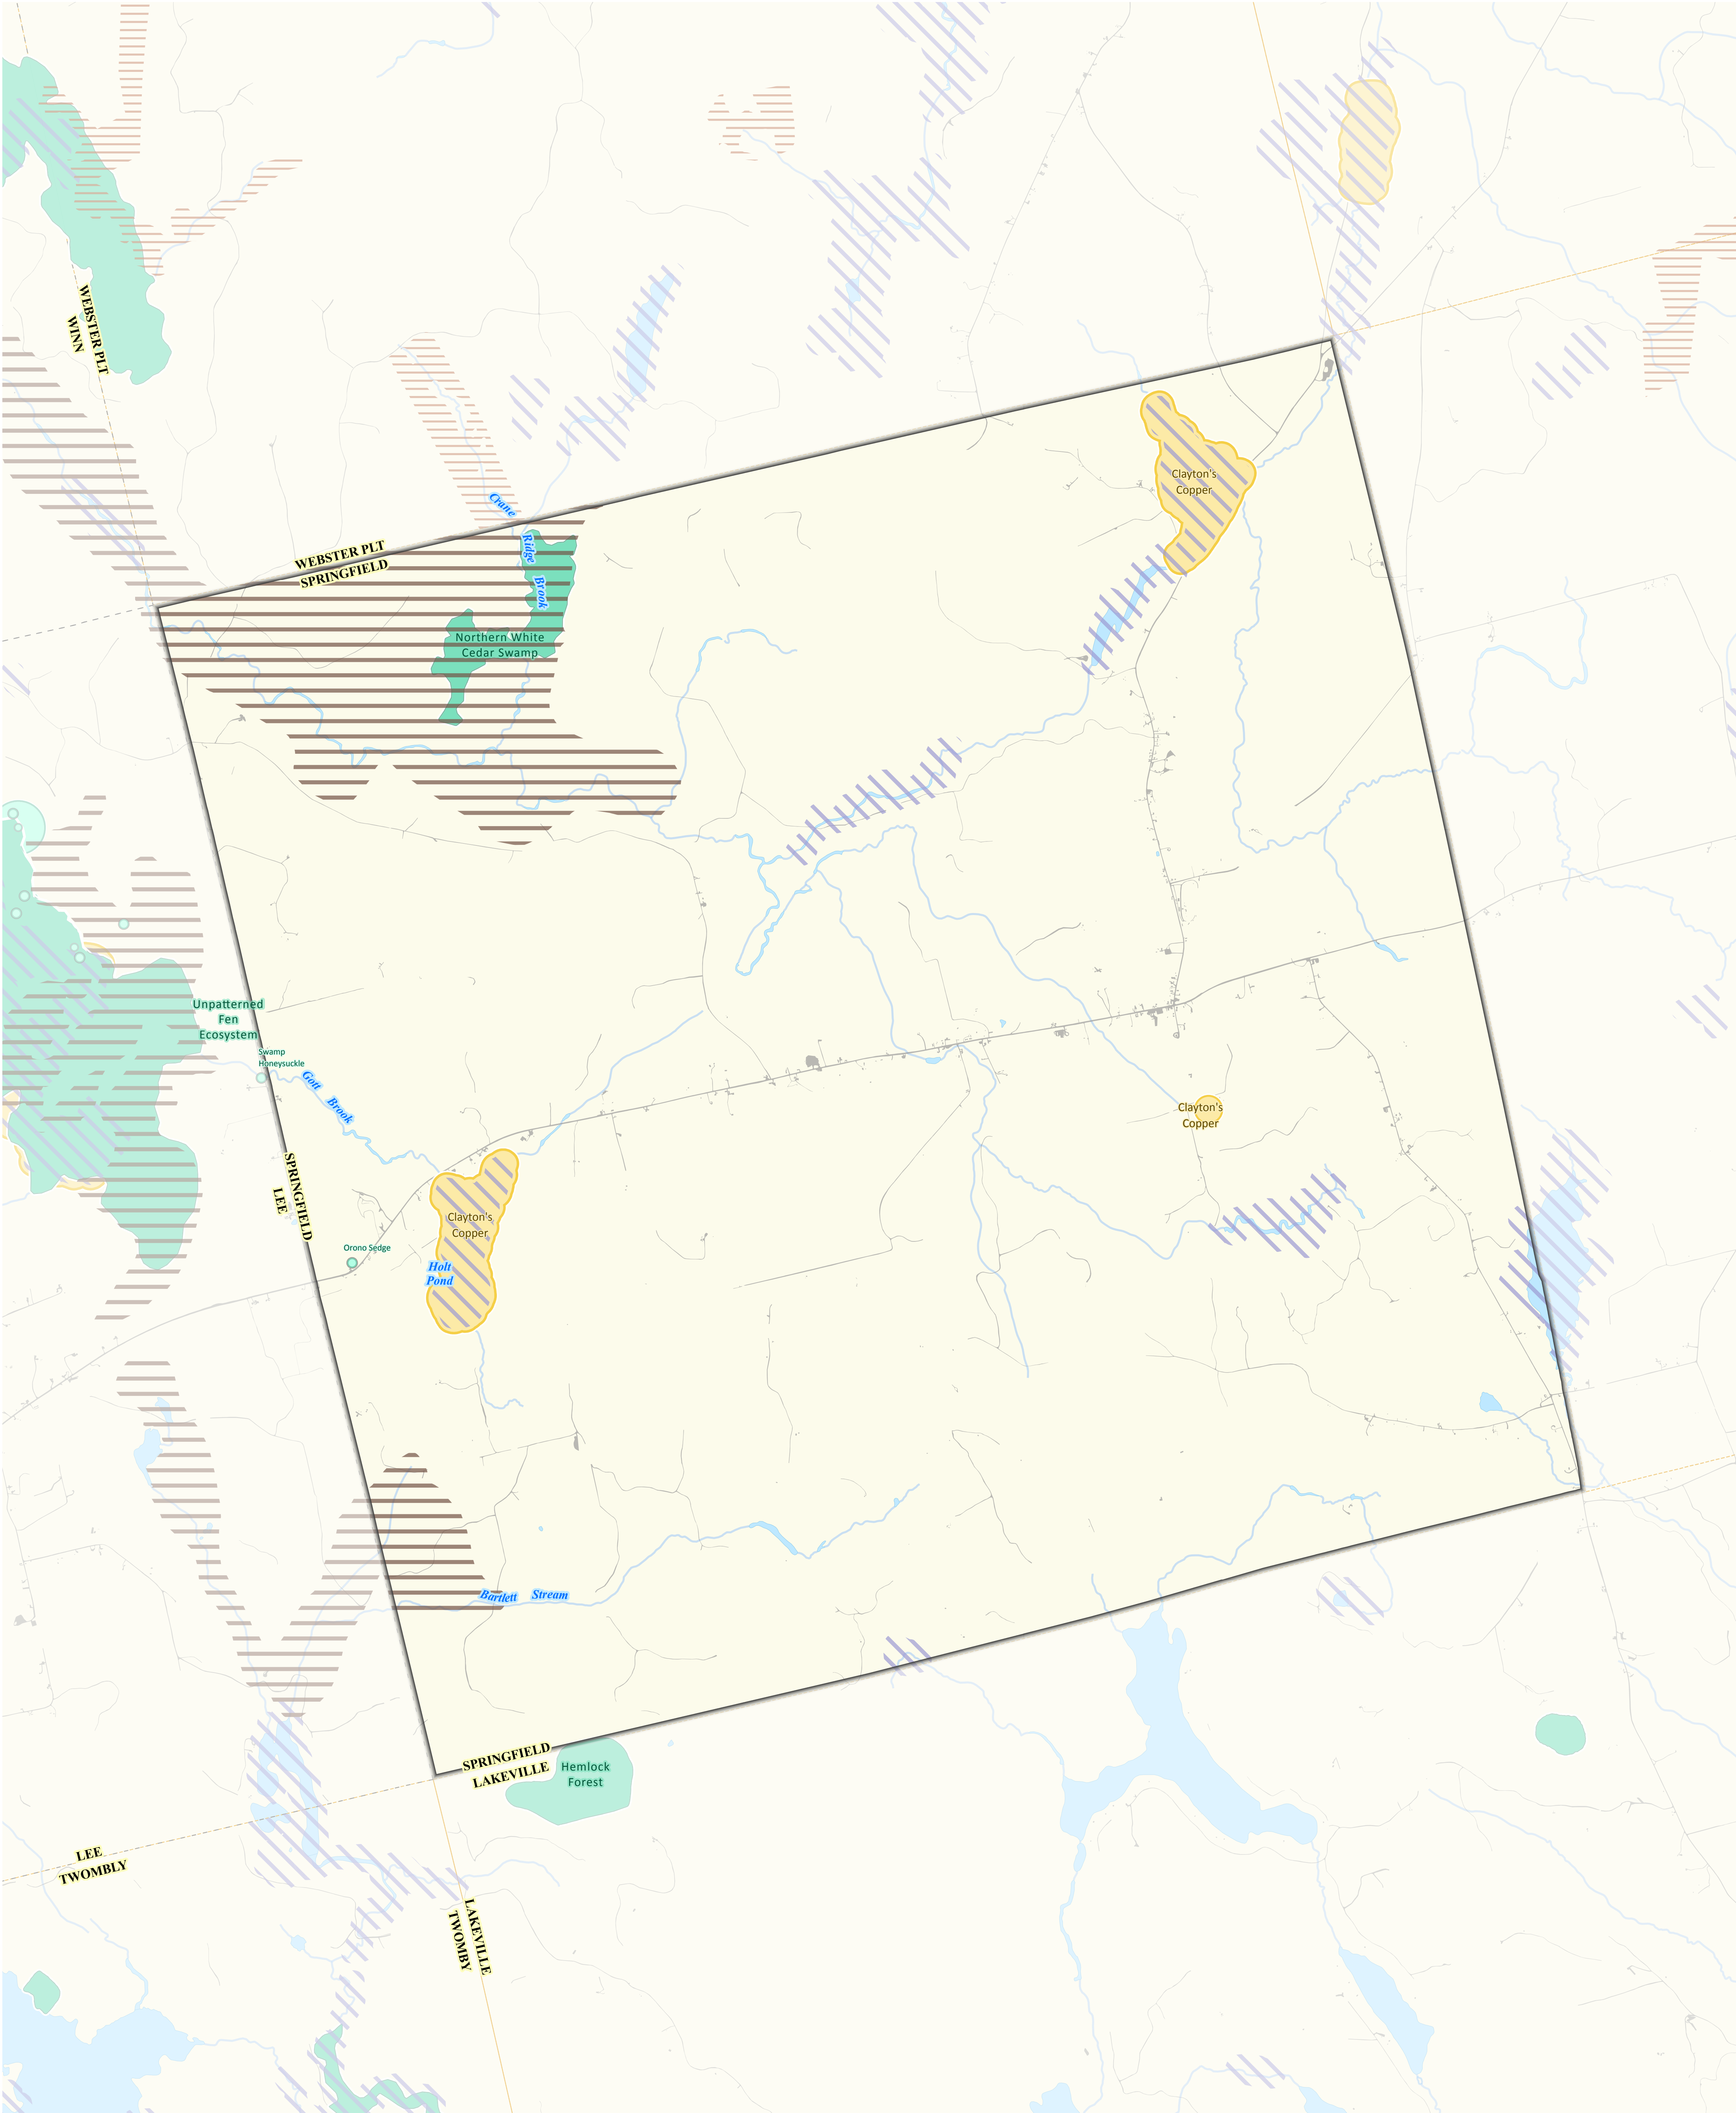 WEBSTER PLT
WINN
Clayton's
Copper
Crane
Ridge
Brook
WEBSTER PLT
SPRINGFIELD
Northern White
Cedar Swamp
Unpatterned
Fen
Ecosystem
Swamp
Honeysuckle
Gott
Brook
Clayton's
Copper
SPRINGFIELD
LEE
Clayton's
Copper
Orono Sedge
Holt
Pond
Bartlett Stream
SPRINGFIELD
LAKEVILLE
Hemlock
Forest
LEE
TWOMBLY
LAKEVILLE
TWOMBY